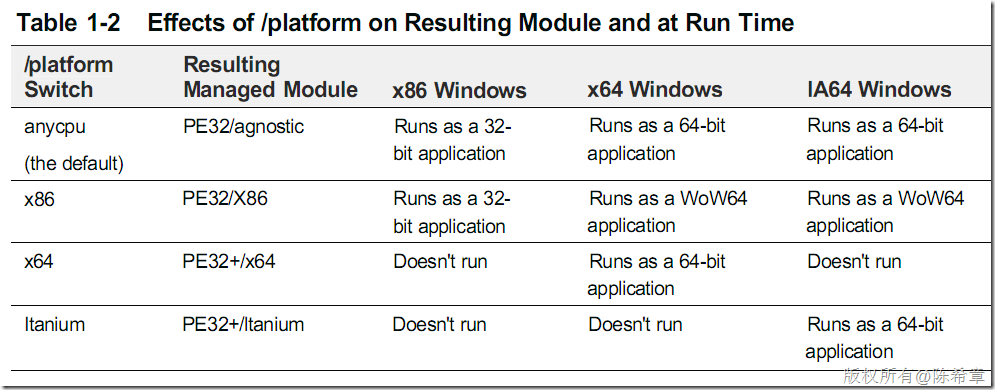 Table 1-2 Effects of /platform on Resulting Module and at Run Time
/platform Switch Resulting Managed Module x86 Windows x64 Windows IA64 Windows
anycpu (the default) PE32/agnostic Runs as a 32-bit application Runs as a 64-bit application Runs as a 64-bit application
x86 PE32/X86 Runs as a 32-bit application Runs as a WoW64 application Runs as a WoW64 application
x64 PE32+/x64 Doesn't run Runs as a 64-bit application Doesn't run
Itanium PE32+/Itanium Doesn't run Doesn't run Runs as a 64-bit application
版权所有@陈希章